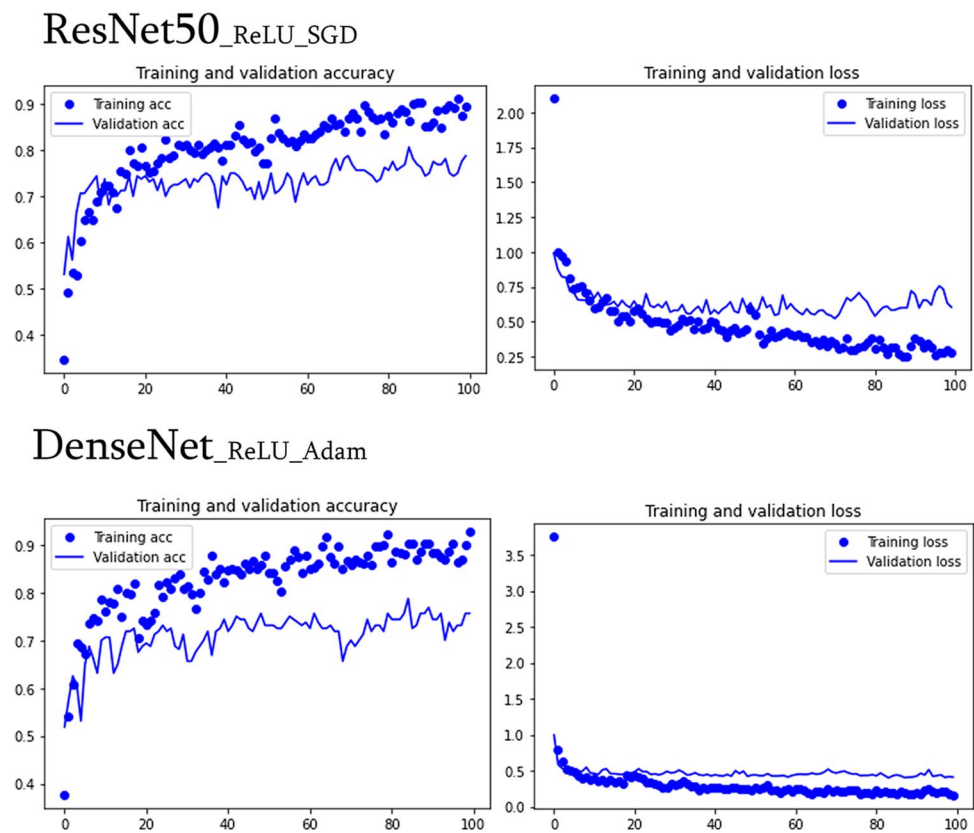 ResNet50_ReLU_SGD
Training and validation accuracy
Training acc
Validation acc
0.9
0.8
0.7
0.6
0.5
0.4
0 20 40 60 80 100
Training and validation loss
Training loss
Validation loss
2.00
1.75
1.50
1.25
1.00
0.75
0.50
0.25
0 20 40 60 80 100
DenseNet_ReLU_Adam
Training and validation accuracy
Training acc
Validation acc
0.9
0.8
0.7
0.6
0.5
0.4
0 20 40 60 80 100
Training and validation loss
Training loss
Validation loss
3.5
3.0
2.5
2.0
1.5
1.0
0.5
0.0
0 20 40 60 80 100